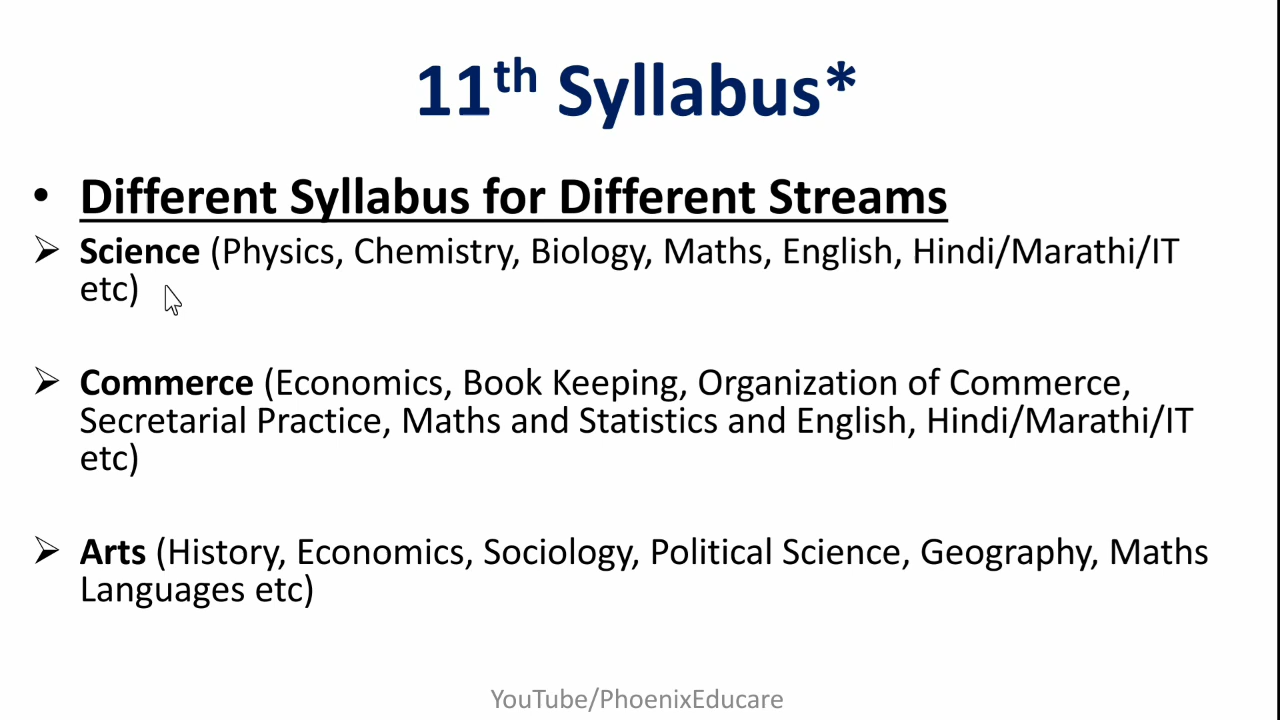 11th Syllabus*
• Different Syllabus for Different Streams
➢ Science (Physics, Chemistry, Biology, Maths, English, Hindi/Marathi/IT
etc)
➢ Commerce (Economics, Book Keeping, Organization of Commerce,
Secretarial Practice, Maths and Statistics and English, Hindi/Marathi/IT
etc)
➢ Arts (History, Economics, Sociology, Political Science, Geography, Maths
Languages etc)
YouTube/PhoenixEducare